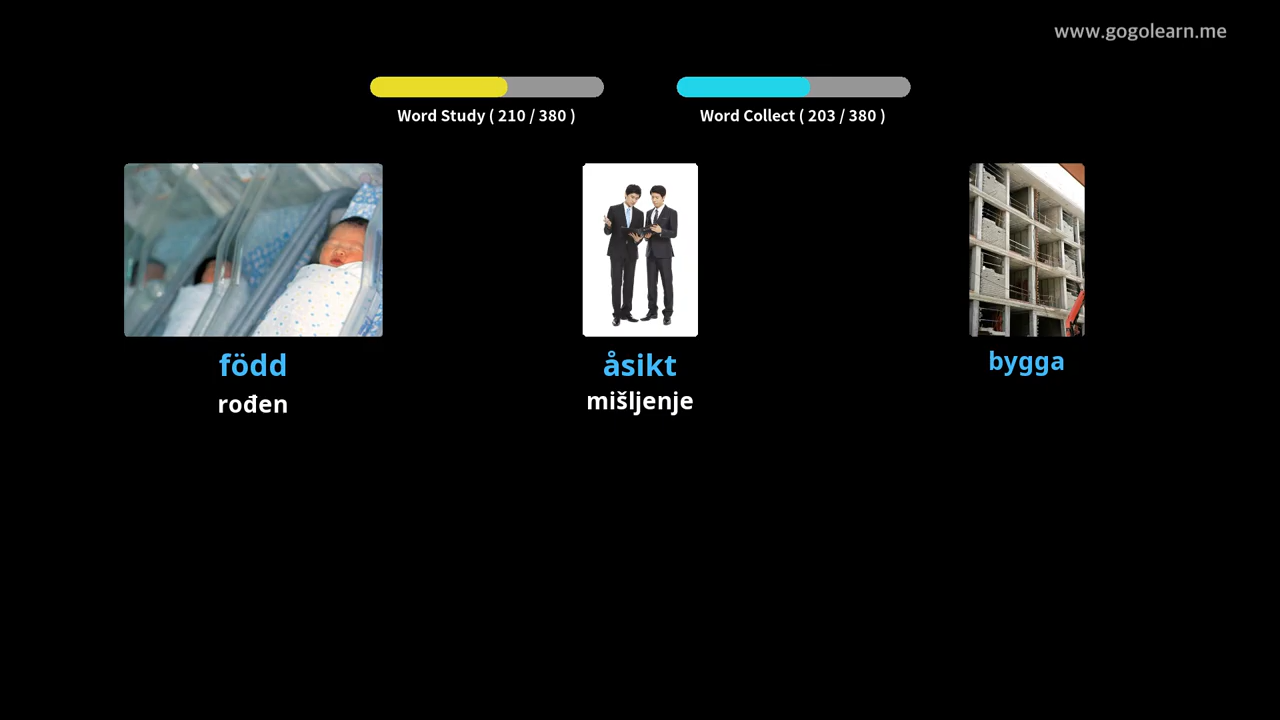 www.gogolearn.me
Word Study ( 210 / 380 )
Word Collect ( 203 / 380 )
född
rođen
åsikt
mišljenje
bygga